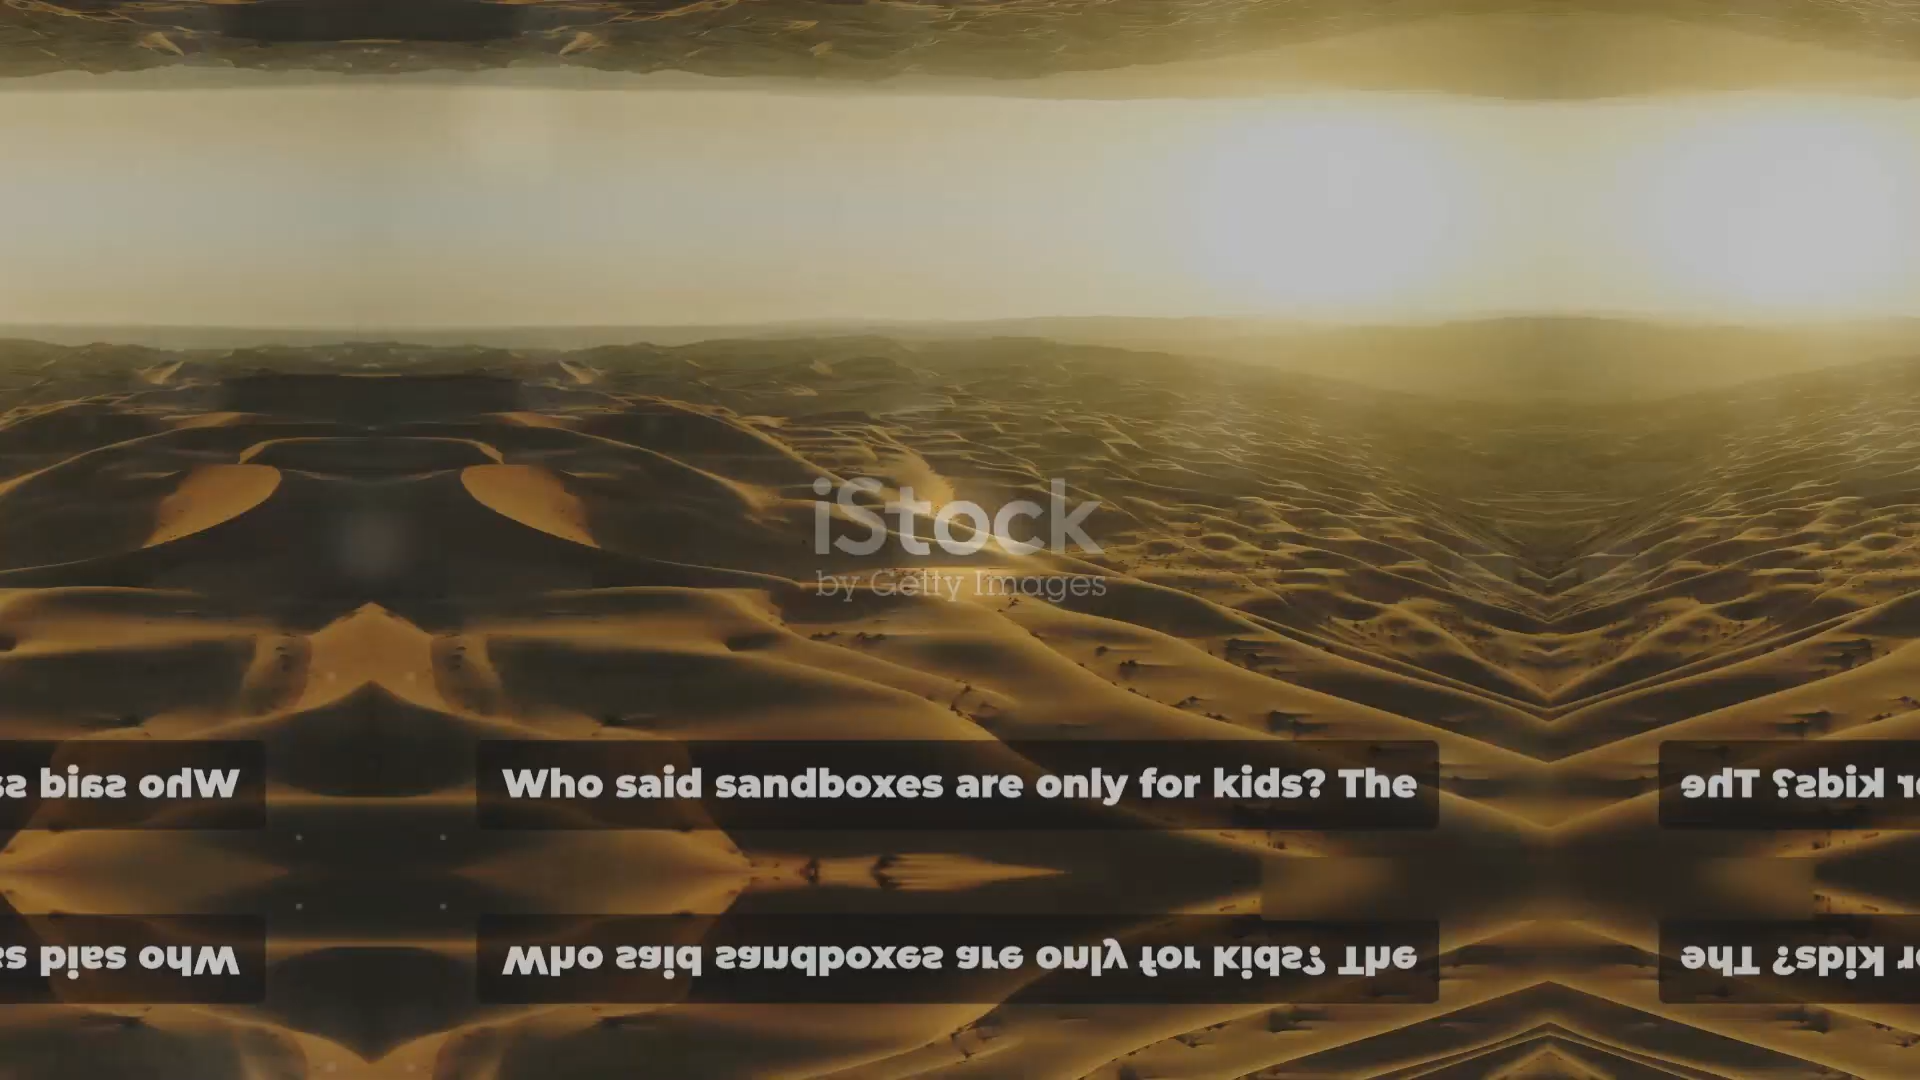 iStock
by Getty Images
Who said sandboxes are only for kids? The